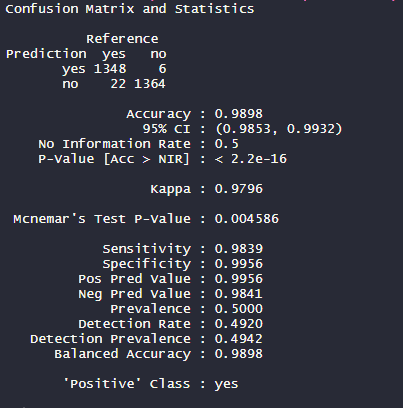 Confusion Matrix and Statistics
Reference
Prediction yes no
yes 1348 6
no 22 1364
Accuracy : 0.9898
95% CI : (0.9853, 0.9932)
No Information Rate : 0.5
P-Value [Acc > NIR] : < 2.2e-16
Kappa : 0.9796
Mcnemar's Test P-Value : 0.004586
Sensitivity : 0.9839
Specificity : 0.9956
Pos Pred Value : 0.9956
Neg Pred Value : 0.9841
Prevalence : 0.5000
Detection Rate : 0.4920
Detection Prevalence : 0.4942
Balanced Accuracy : 0.9898
'Positive' Class : yes